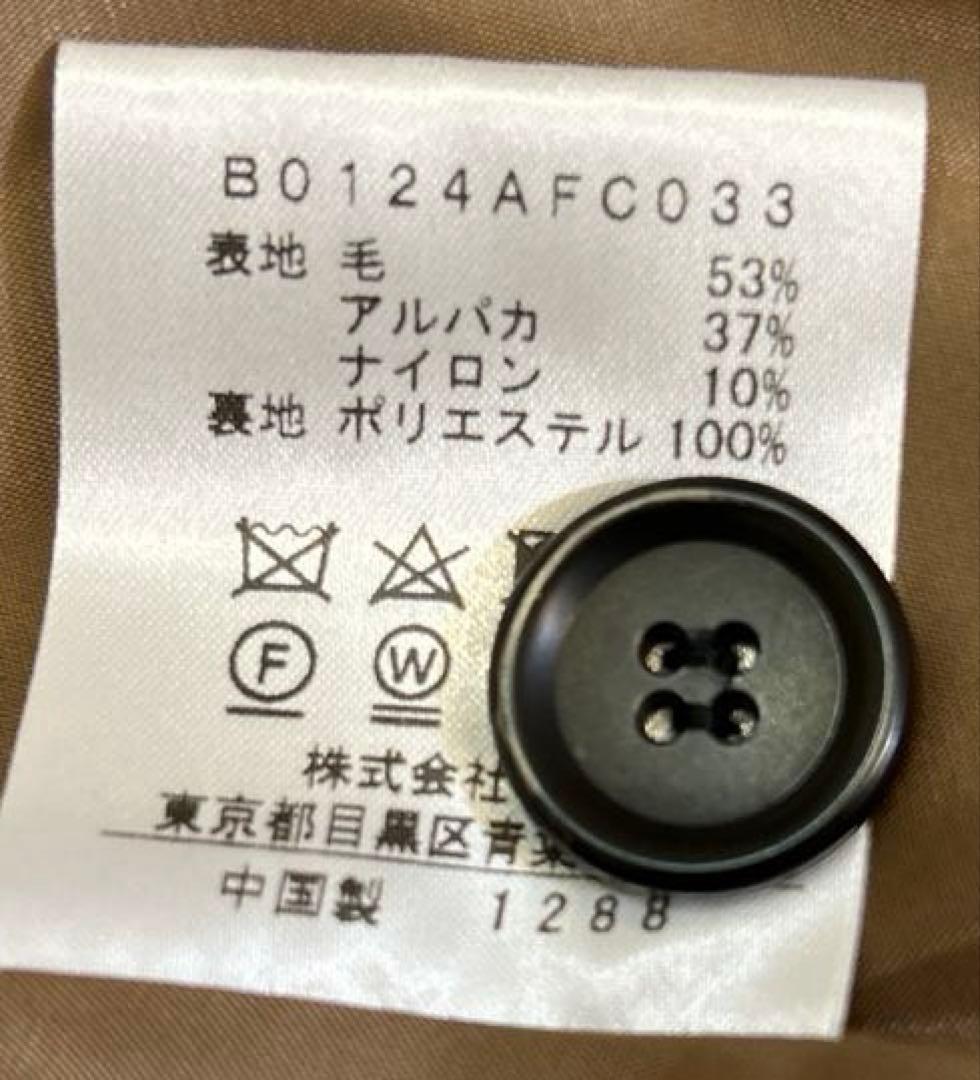 B0124AFC033
表地 毛 53%
アルパカ 37%
ナイロン 10%
裏地 ポリエステル 100%
F W
株式会社
東京都目黒区青葉
中国製 1288